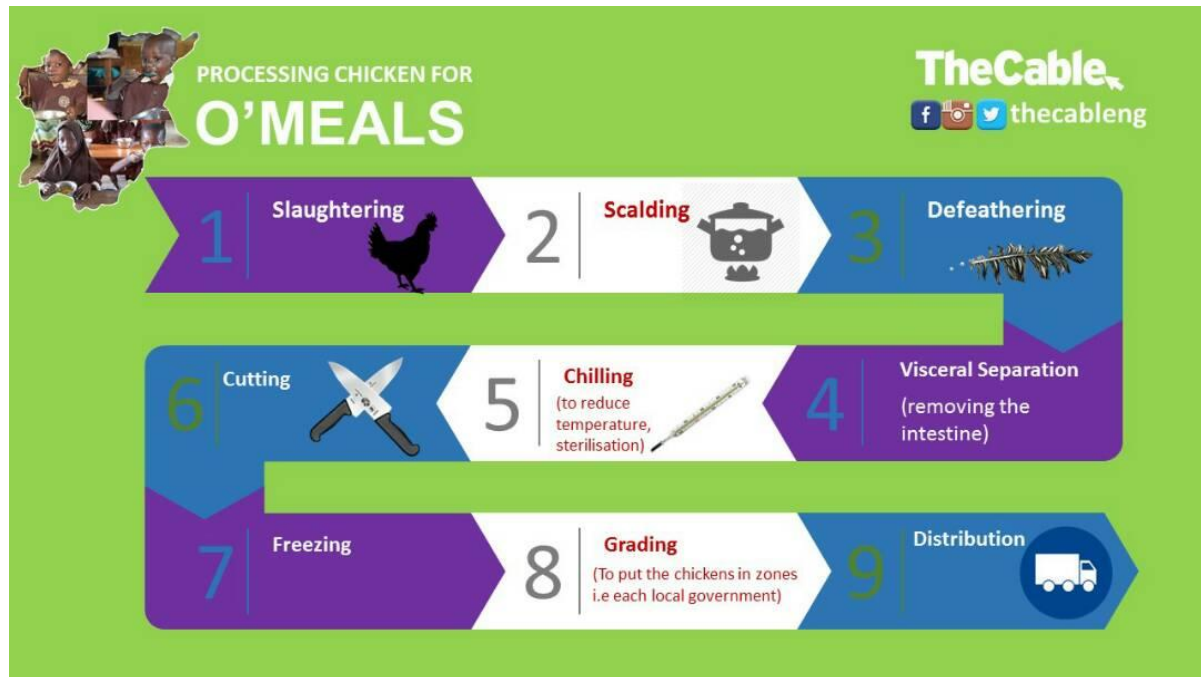 PROCESSING CHICKEN FOR
O’MEALS
TheCable
thecableng
1
Slaughtering
2
Scalding
3
Defeathering
4
Visceral Separation
(removing the
intestine)
5
Chilling
(to reduce
temperature,
sterilisation)
6
Cutting
7
Freezing
8
Grading
(To put the chickens in zones
i.e each local government)
9
Distribution